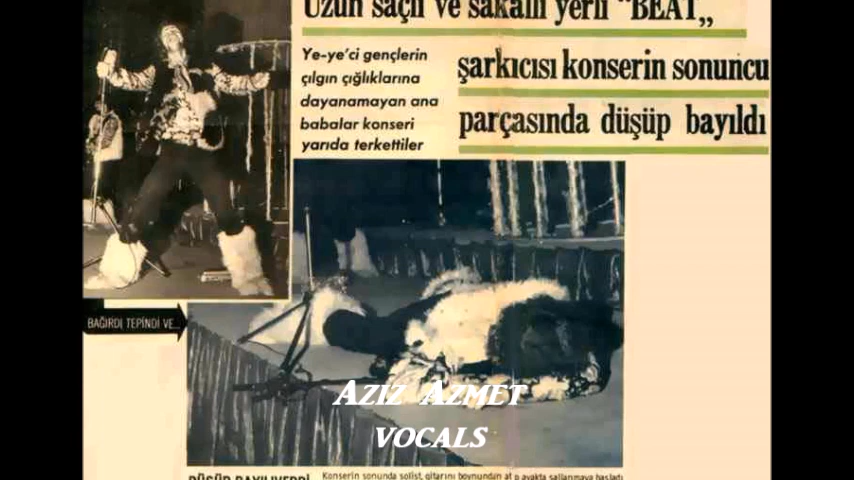 Uzun saçlı ve sakallı yerli "BEAT„
şarkıcısı konserin sonuncu
parçasında düşüp bayıldı
Ye-ye'ci gençlerin
çılgın çığlıklarına
dayanamayan ana
babalar konseri
yarıda terkettiler
BAĞIRDI TEPİNDİ VE...
AZIZ AZMET
VOCALS
DÜŞÜP BAYILIVERDİ
Konserin sonunda solist, gitarını boynundan atıp ayakta sallanmaya başladı